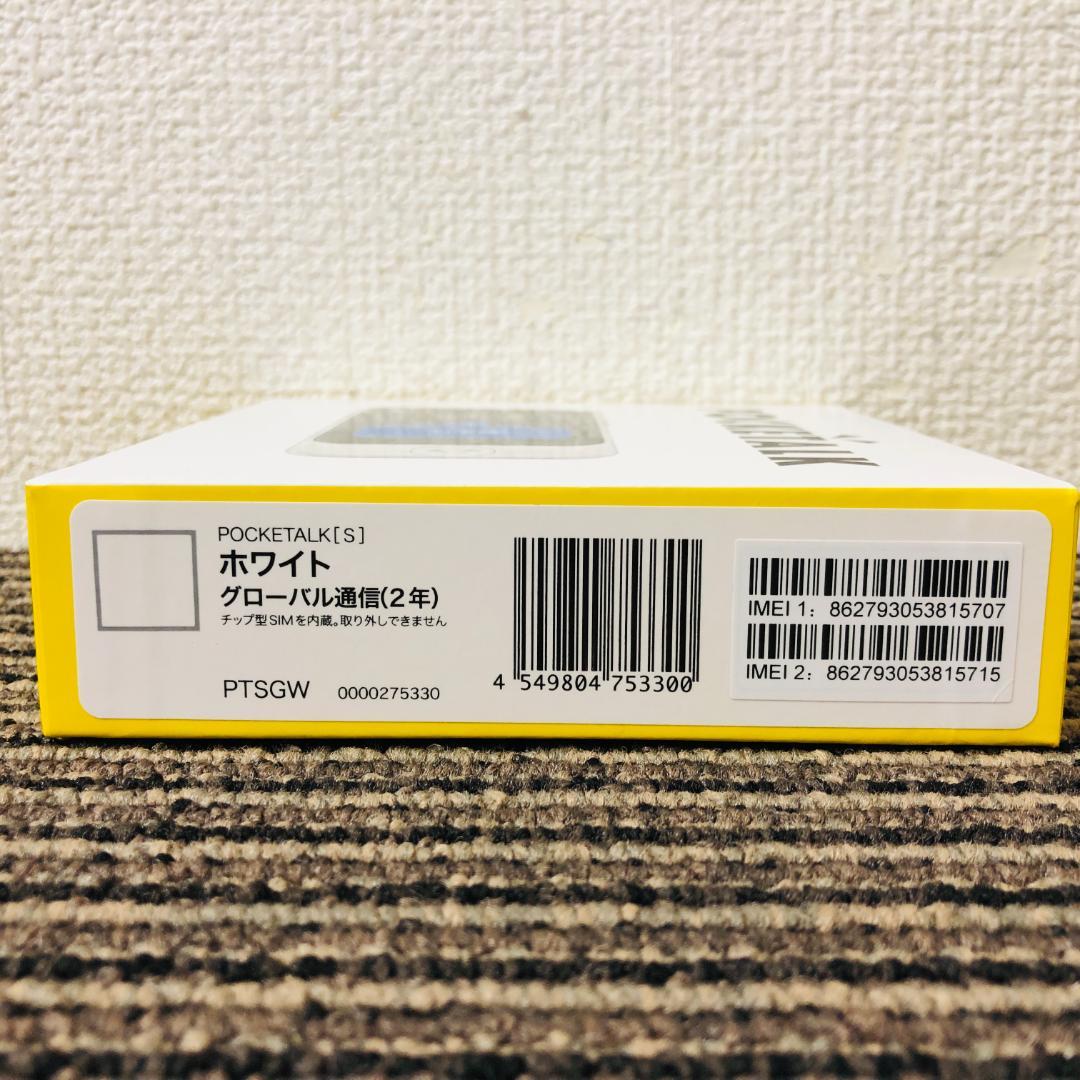 POCKETALK
POCKETALK[S]
ホワイト
グローバル通信(2年)
チップ型SIMを内蔵。取り外しできません
PTSGW 0000275330
4 549804 753300
IMEI 1: 862793053815707
IMEI 2: 862793053815715